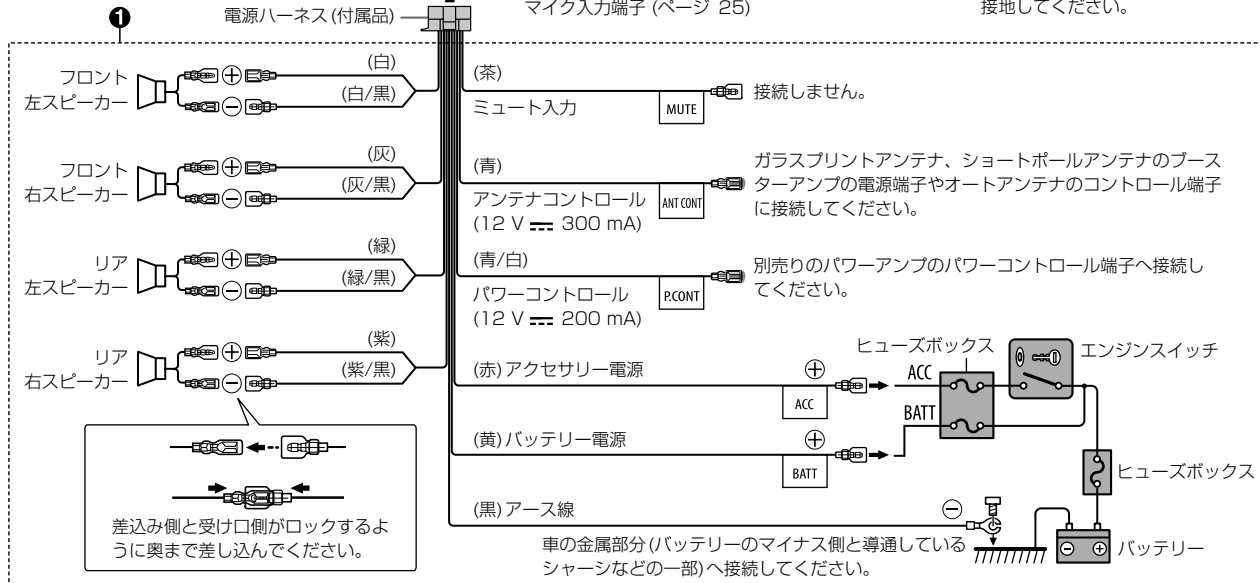 ❶
電源ハーネス(付属品)
マイク入力端子 (ページ 25)
接地してください。
フロント
左スピーカー
⊕
⊖
(白)
(白/黒)
フロント
右スピーカー
⊕
⊖
(灰)
(灰/黒)
リア
左スピーカー
⊕
⊖
(緑)
(緑/黒)
リア
右スピーカー
⊕
⊖
(紫)
(紫/黒)
差込み側と受け口側がロックするよ
うに奥まで差し込んでください。
(茶)
ミュート入力
MUTE
接続しません。
(青)
アンテナコントロール
(12 V ⎓ 300 mA)
ANT CONT
ガラスプリントアンテナ、ショートポールアンテナのブース
ターアンプの電源端子やオートアンテナのコントロール端子
に接続してください。
(青/白)
パワーコントロール
(12 V ⎓ 200 mA)
P.CONT
別売りのパワーアンプのパワーコントロール端子へ接続し
てください。
(赤)アクセサリー電源
⊕
ACC
ACC
ヒューズボックス
エンジンスイッチ
(黄)バッテリー電源
⊕
BATT
BATT
ヒューズボックス
(黒)アース線
⊖
車の金属部分(バッテリーのマイナス側と導通している
シャーシなどの一部)へ接続してください。
⊖ ⊕
バッテリー